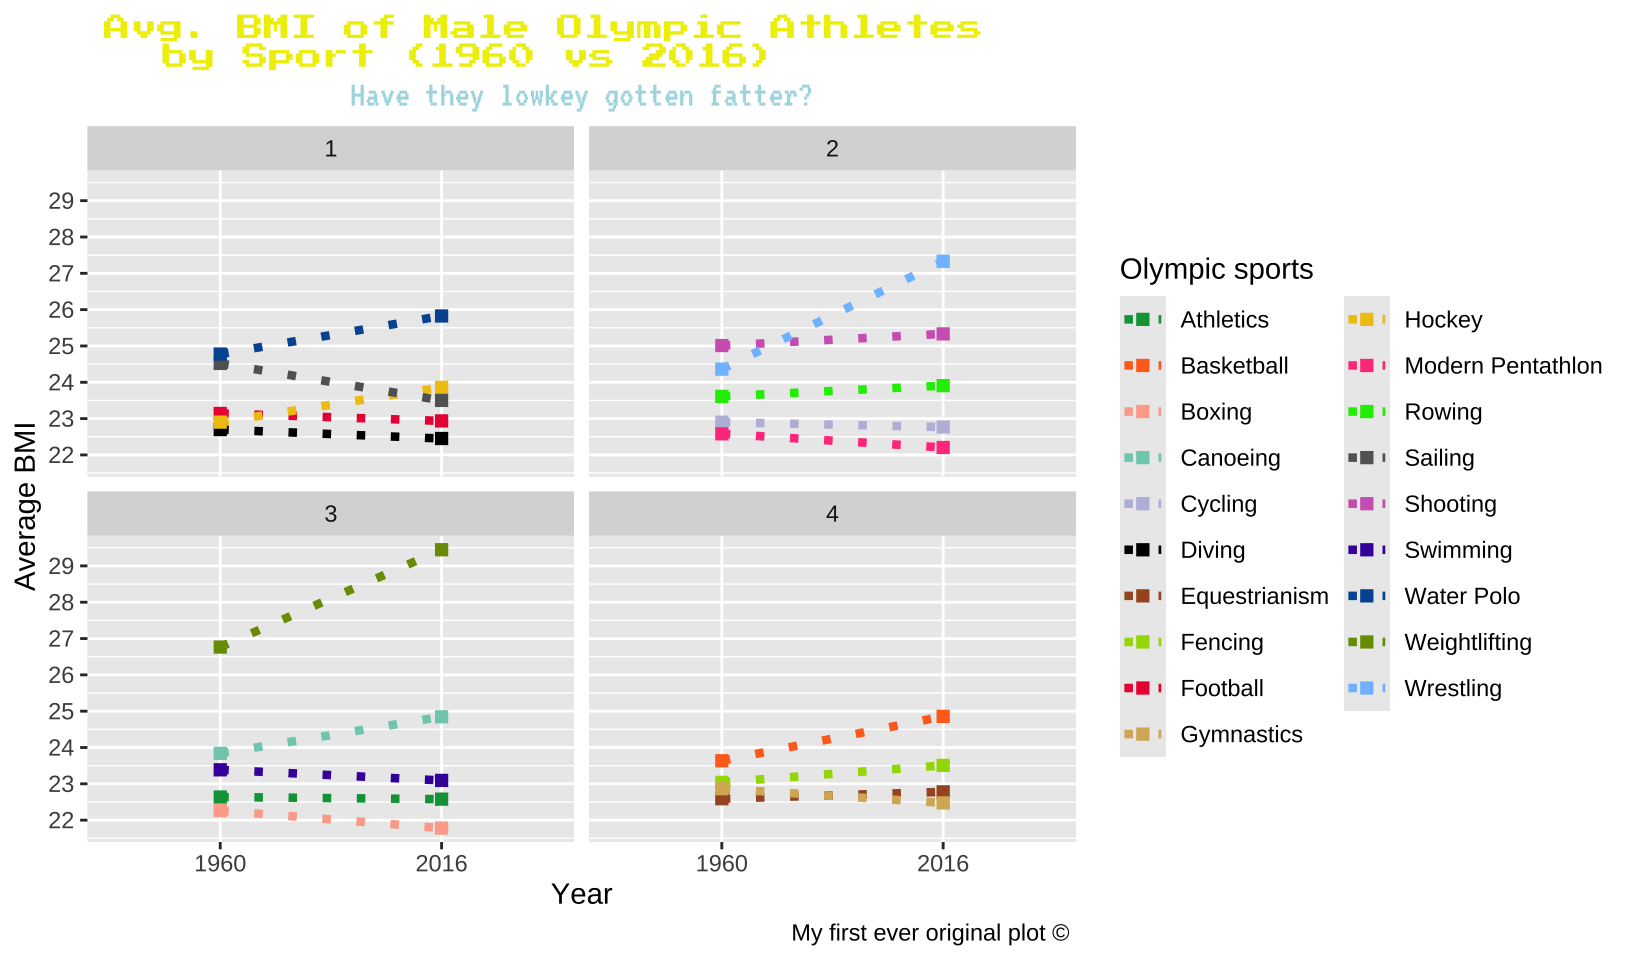 Avg. BMI of Male Olympic Athletes
by Sport (1960 vs 2016)
Have they lowkey gotten fatter?
1
2
29
28
27
26
25
24
23
22
3
4
29
28
27
26
25
24
23
22
Average BMI
1960
2016
1960
2016
Year
Olympic sports
Athletics
Basketball
Boxing
Canoeing
Cycling
Diving
Equestrianism
Fencing
Football
Gymnastics
Hockey
Modern Pentathlon
Rowing
Sailing
Shooting
Swimming
Water Polo
Weightlifting
Wrestling
My first ever original plot ©